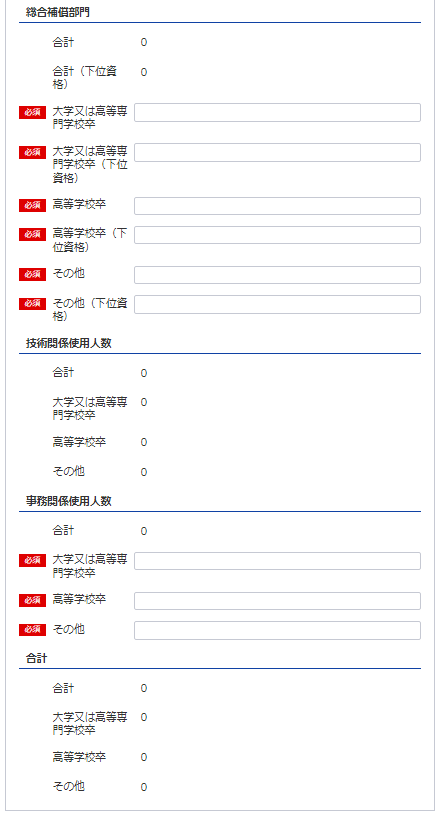 総合補償部門
合計 0
合計（下位資
格） 0
必須 大学又は高等専
門学校卒
必須 大学又は高等専
門学校卒（下位
資格）
必須 高等学校卒
必須 高等学校卒（下
位資格）
必須 その他
必須 その他（下位資
格）
技術関係使用人数
合計 0
大学又は高等専 0
門学校卒
高等学校卒 0
その他 0
事務関係使用人数
合計 0
必須 大学又は高等専
門学校卒
必須 高等学校卒
必須 その他
合計
合計 0
大学又は高等専 0
門学校卒
高等学校卒 0
その他 0